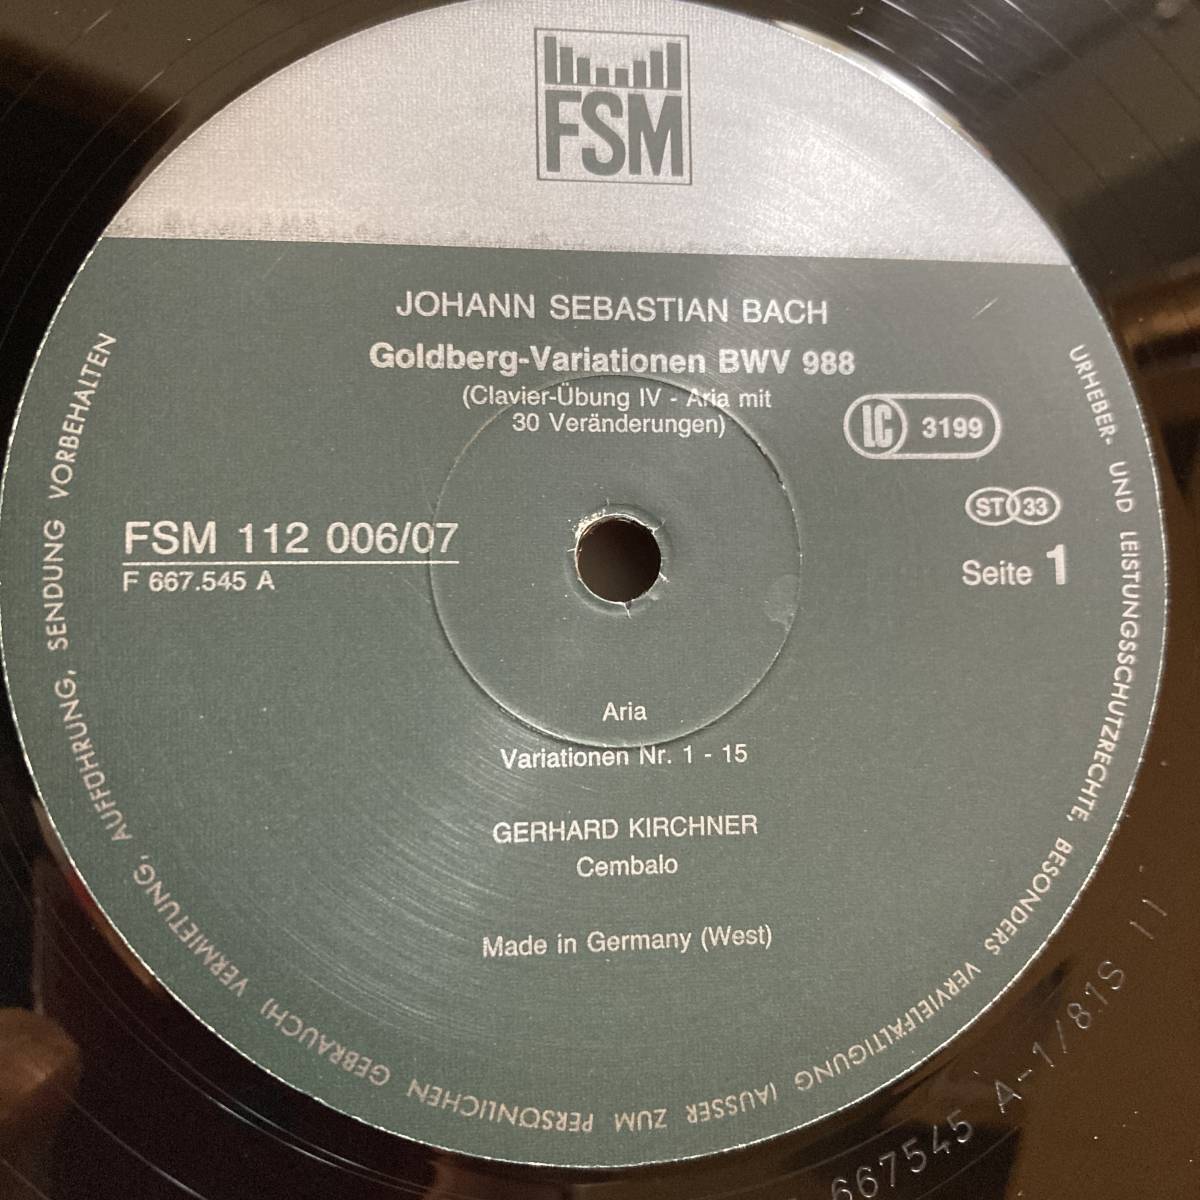 FSM
JOHANN SEBASTIAN BACH
Goldberg-Variationen BWV 988
(Clavier-Übung IV - Aria mit
30 Veränderungen)
LC 3199
ST 33
FSM 112 006/07
F 667.545 A
Seite 1
Aria
Variationen Nr. 1 - 15
GERHARD KIRCHNER
Cembalo
Made in Germany (West)
URHEBER- UND LEISTUNGSSCHUTZRECHTE, BESONDERS VERVIELFÄLTIGUNG (AUSSER ZUM PERSÖNLICHEN GEBRAUCH) VERMIETUNG, AUFFÜHRUNG, SENDUNG VORBEHALTEN
667545 A-1/81S II